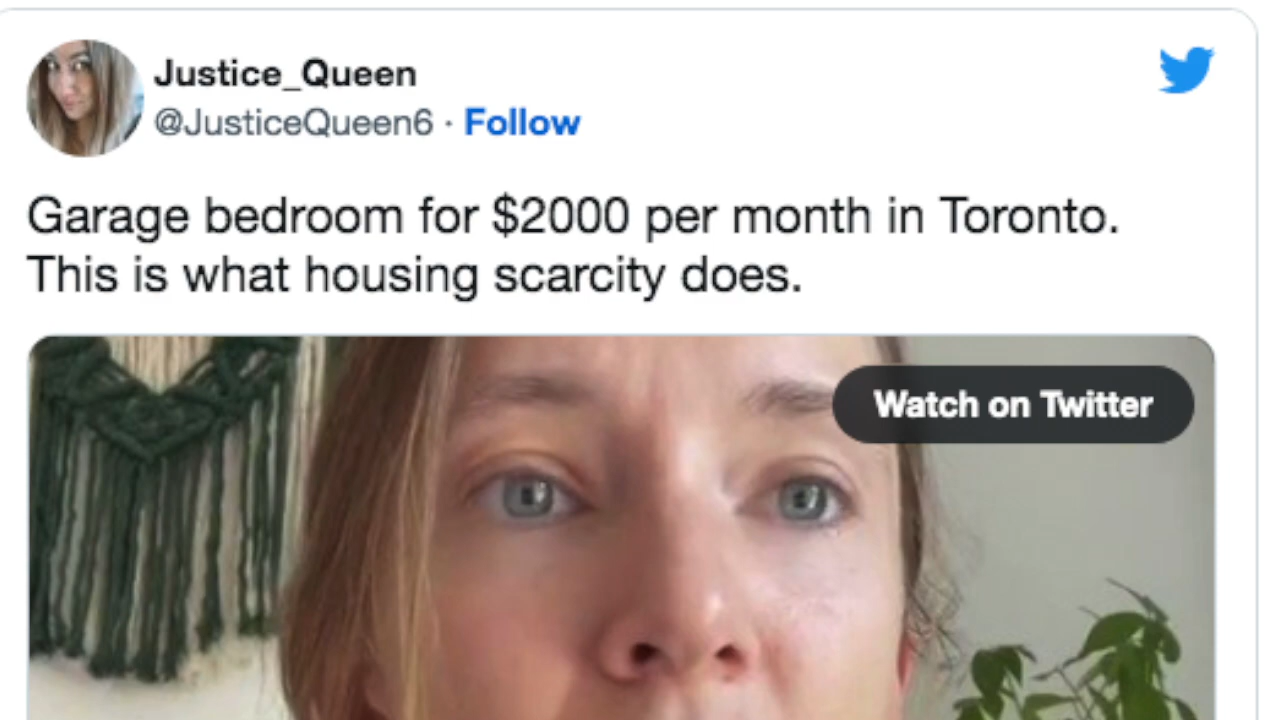 Justice_Queen
@JusticeQueen6 · Follow
Garage bedroom for $2000 per month in Toronto.
This is what housing scarcity does.
Watch on Twitter